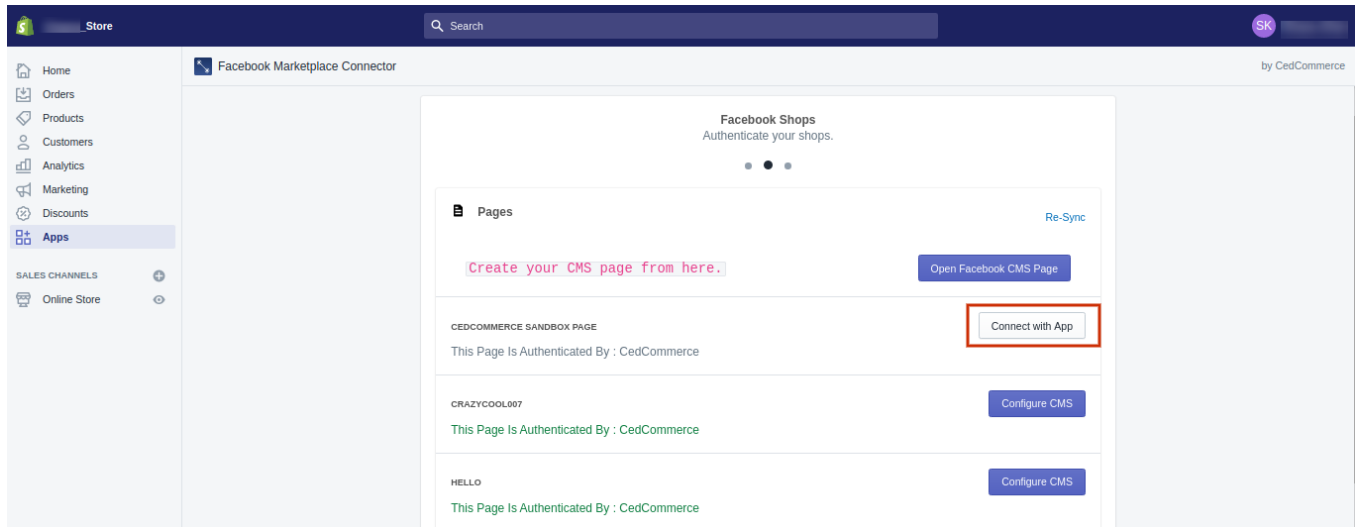 _Store
Search
SK
Home
Orders
Products
Customers
Analytics
Marketing
Discounts
Apps
SALES CHANNELS
Online Store
Facebook Marketplace Connector
by CedCommerce
Facebook Shops
Authenticate your shops.
Pages
Re-Sync
Create your CMS page from here.
Open Facebook CMS Page
CEDCOMMERCE SANDBOX PAGE
Connect with App
This Page Is Authenticated By : CedCommerce
CRAZYCOOL007
Configure CMS
This Page Is Authenticated By : CedCommerce
HELLO
Configure CMS
This Page Is Authenticated By : CedCommerce